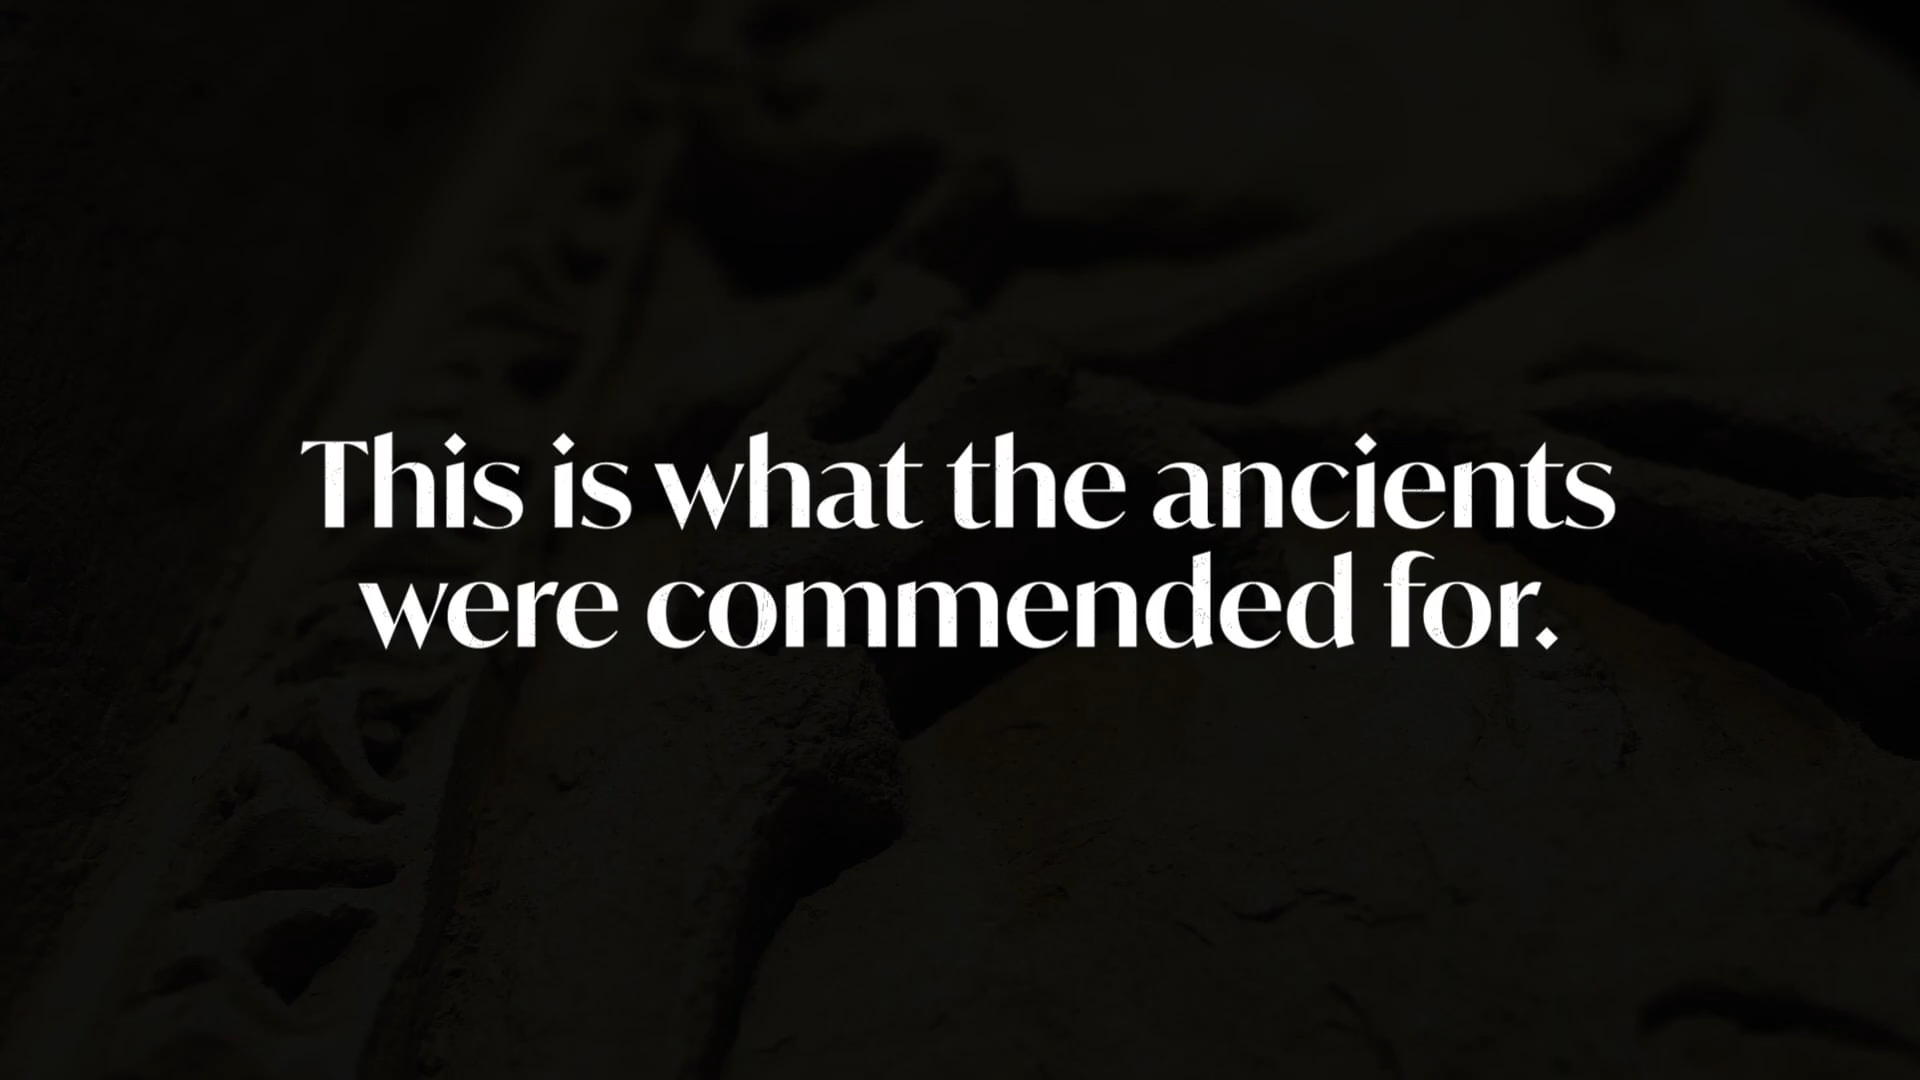 This is what the ancients
were commended for.